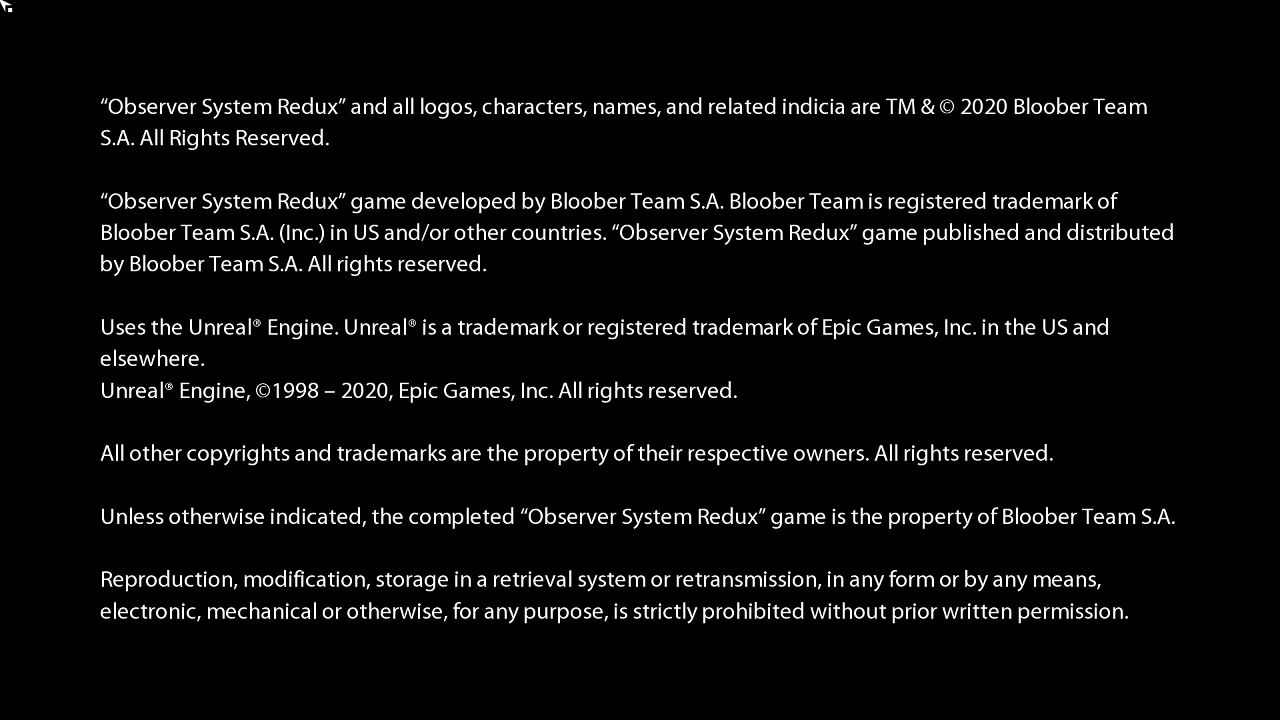 “Observer System Redux” and all logos, characters, names, and related indicia are TM & © 2020 Bloober Team
S.A. All Rights Reserved.
“Observer System Redux” game developed by Bloober Team S.A. Bloober Team is registered trademark of
Bloober Team S.A. (Inc.) in US and/or other countries. “Observer System Redux” game published and distributed
by Bloober Team S.A. All rights reserved.
Uses the Unreal® Engine. Unreal® is a trademark or registered trademark of Epic Games, Inc. in the US and
elsewhere.
Unreal® Engine, ©1998 – 2020, Epic Games, Inc. All rights reserved.
All other copyrights and trademarks are the property of their respective owners. All rights reserved.
Unless otherwise indicated, the completed “Observer System Redux” game is the property of Bloober Team S.A.
Reproduction, modification, storage in a retrieval system or retransmission, in any form or by any means,
electronic, mechanical or otherwise, for any purpose, is strictly prohibited without prior written permission.